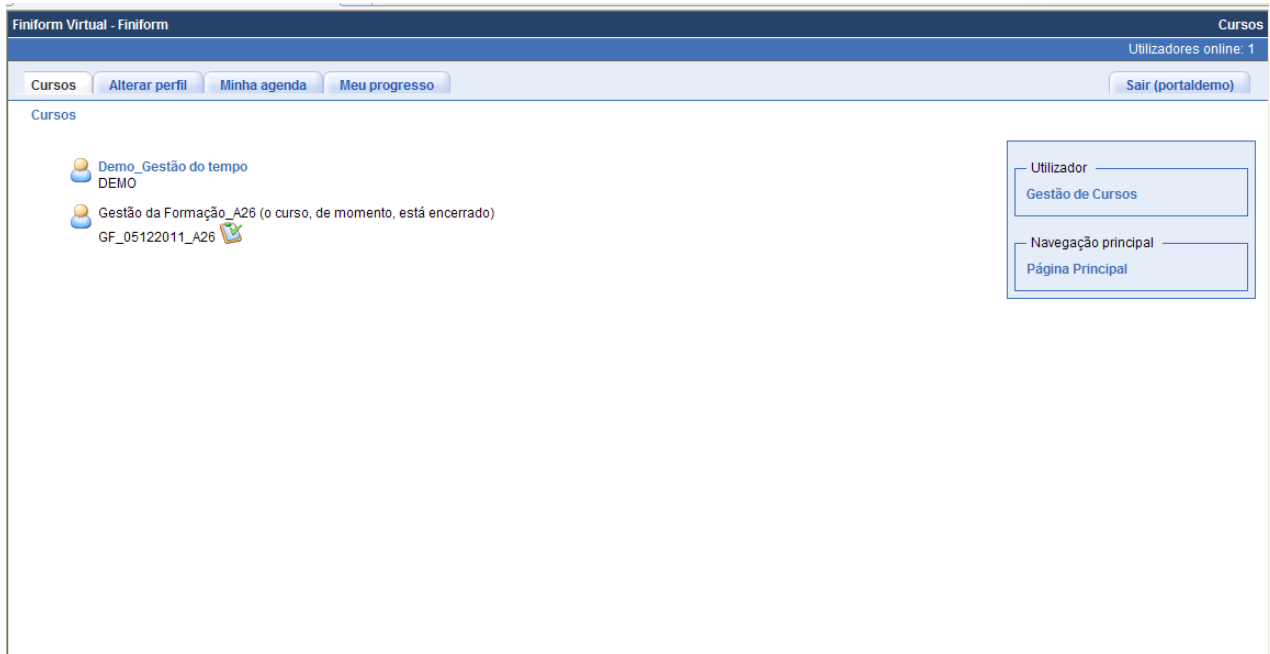 Finiform Virtual - Finiform Cursos
Utilizadores online: 1
Cursos Alterar perfil Minha agenda Meu progresso Sair (portaldemo)
Cursos
Demo_Gestão do tempo
DEMO
Gestão da Formação_A26 (o curso, de momento, está encerrado)
GF_05122011_A26
Utilizador
Gestão de Cursos
Navegação principal
Página Principal